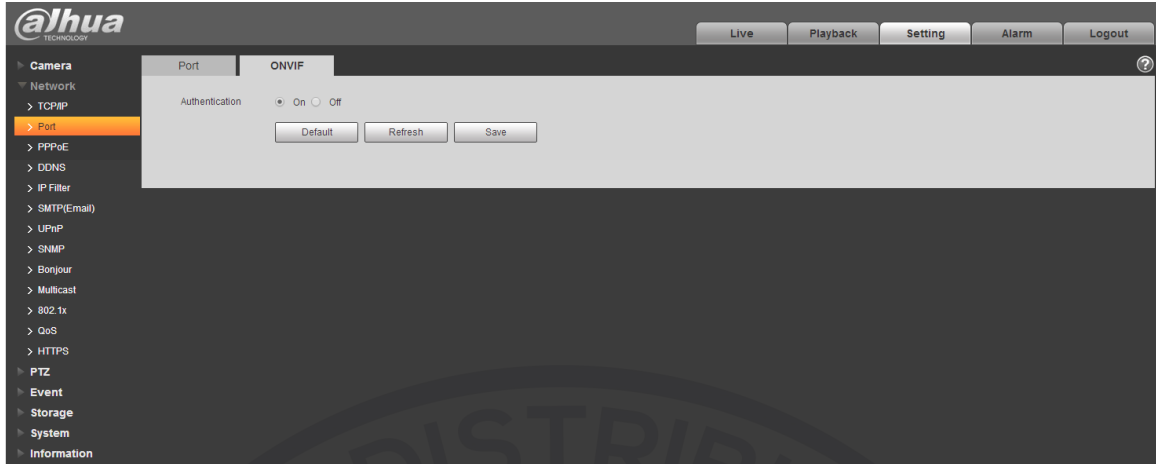 alhua
TECHNOLOGY
Live Playback Setting Alarm Logout
Camera
Port ONVIF ?
Network
TCP/IP
Authentication On Off
Port
Default Refresh Save
PPPoE
DDNS
IP Filter
SMTP(Email)
UPnP
SNMP
Bonjour
Multicast
802.1x
QoS
HTTPS
PTZ
Event
Storage
System
Information
DISTRIB